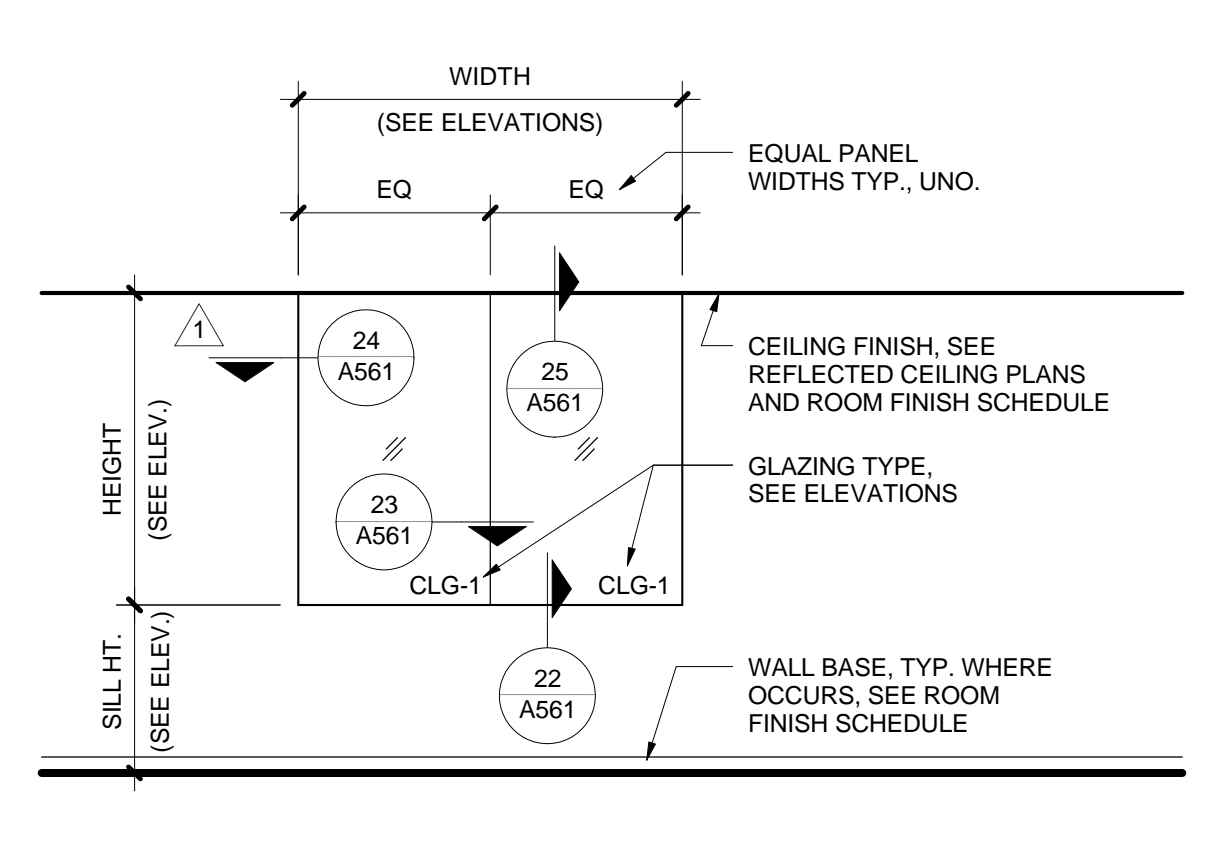 WIDTH
(SEE ELEVATIONS)
EQUAL PANEL
WIDTHS TYP., UNO.
EQ
EQ
1
24
A561
25
A561
CEILING FINISH, SEE
REFLECTED CEILING PLANS
AND ROOM FINISH SCHEDULE
HEIGHT
(SEE ELEV.)
GLAZING TYPE,
SEE ELEVATIONS
23
A561
CLG-1
CLG-1
SILL HT.
(SEE ELEV.)
22
A561
WALL BASE, TYP. WHERE
OCCURS, SEE ROOM
FINISH SCHEDULE